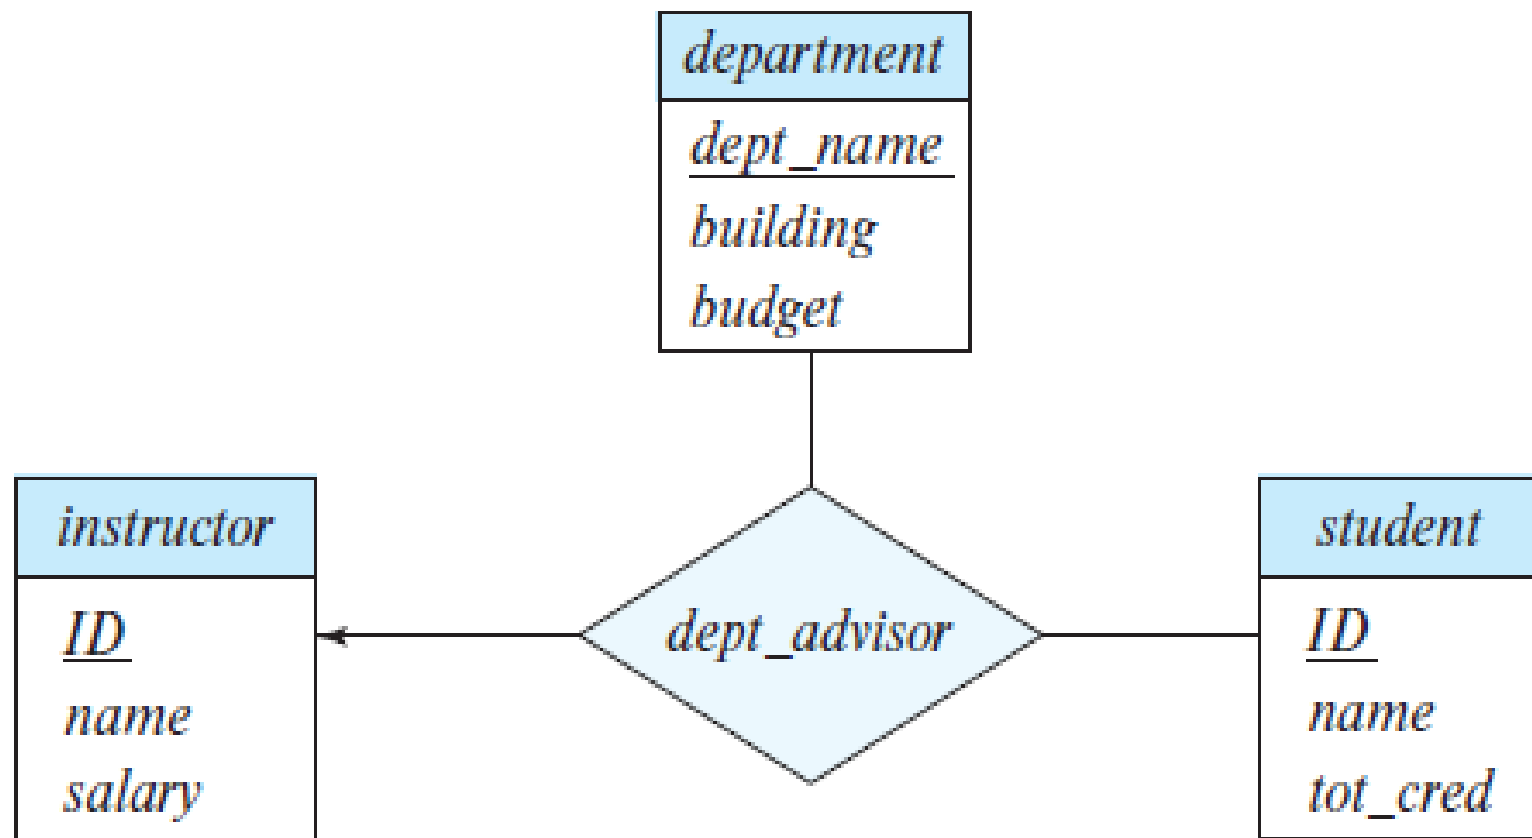 department
dept_name
building
budget
instructor
ID
name
salary
dept_advisor
student
ID
name
tot_cred